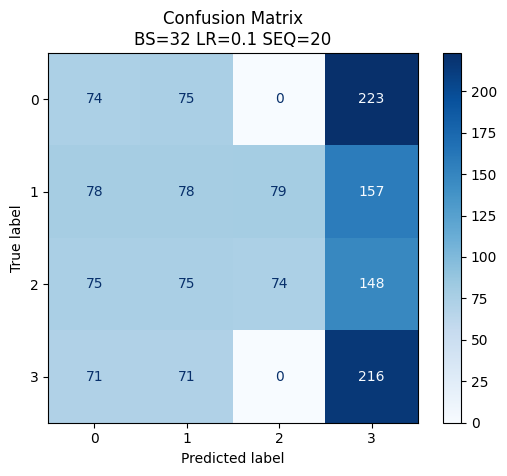 Confusion Matrix
BS=32 LR=0.1 SEQ=20
0 74 75 0 223
1 78 78 79 157
2 75 75 74 148
3 71 71 0 216
0 1 2 3
Predicted label
True label
200
175
150
125
100
75
50
25
0